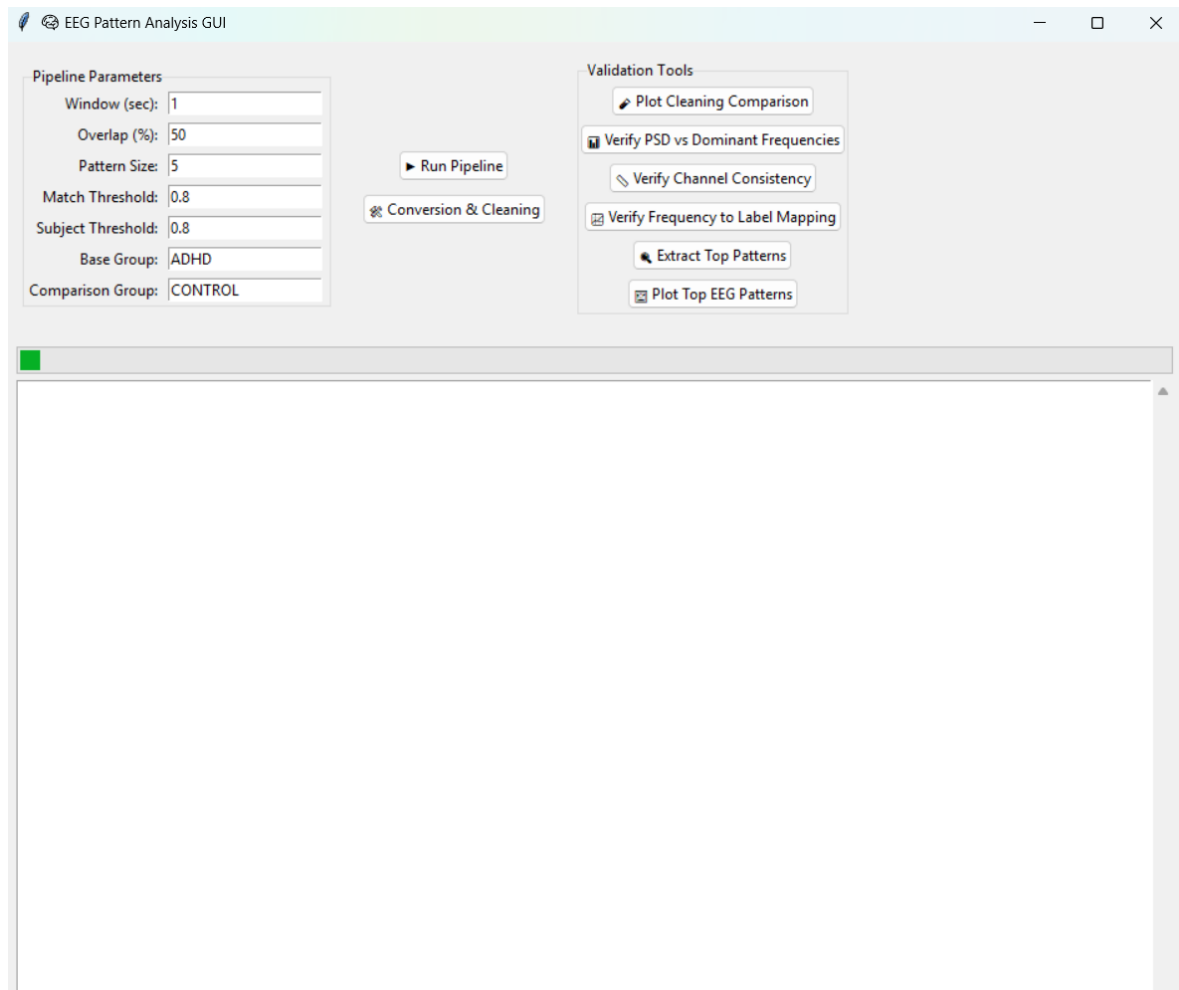 EEG Pattern Analysis GUI
Pipeline Parameters
Window (sec): 1
Overlap (%): 50
Pattern Size: 5
Match Threshold: 0.8
Subject Threshold: 0.8
Base Group: ADHD
Comparison Group: CONTROL
Run Pipeline
Conversion & Cleaning
Validation Tools
Plot Cleaning Comparison
Verify PSD vs Dominant Frequencies
Verify Channel Consistency
Verify Frequency to Label Mapping
Extract Top Patterns
Plot Top EEG Patterns